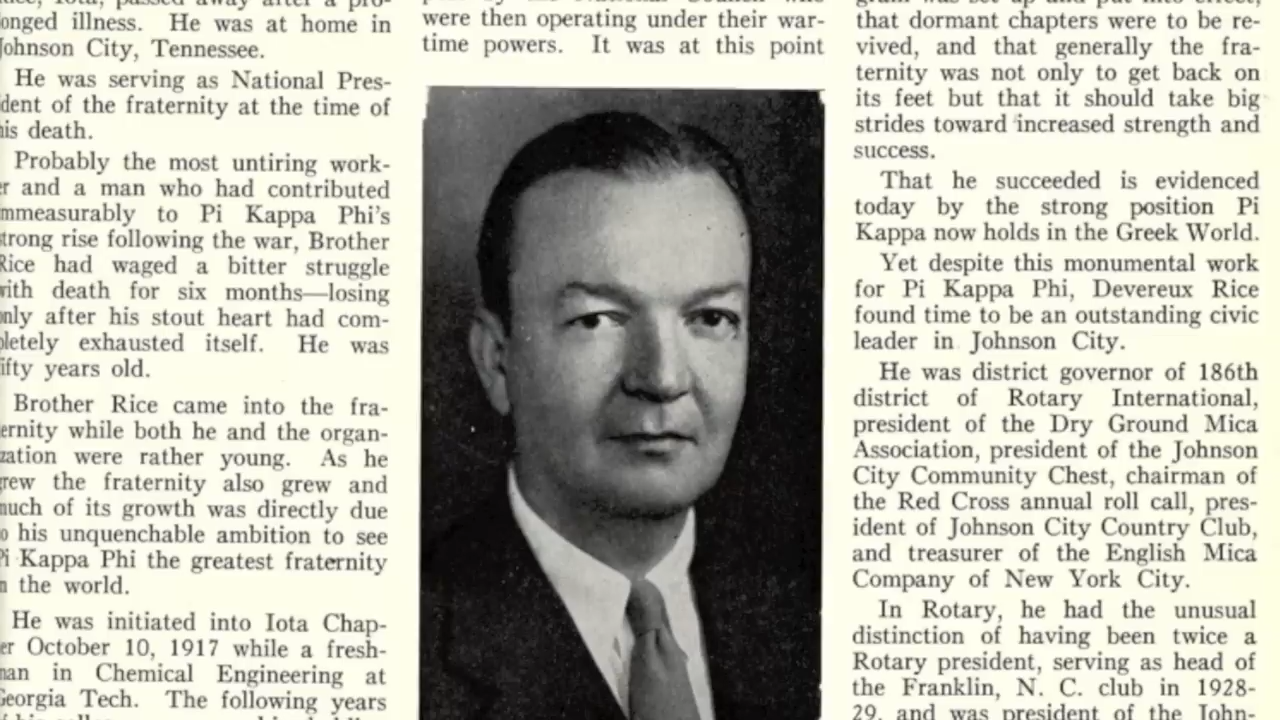 onged illness. He was at home in
Johnson City, Tennessee.
He was serving as National Pres-
ident of the fraternity at the time of
his death.
Probably the most untiring work-
er and a man who had contributed
immeasurably to Pi Kappa Phi's
strong rise following the war, Brother
Rice had waged a bitter struggle
with death for six months—losing
only after his stout heart had com-
pletely exhausted itself. He was
fifty years old.
Brother Rice came into the fra-
ernity while both he and the organ-
zation were rather young. As he
grew the fraternity also grew and
much of its growth was directly due
o his unquenchable ambition to see
Pi Kappa Phi the greatest fraternity
n the world.
He was initiated into Iota Chap-
er October 10, 1917 while a fresh-
man in Chemical Engineering at
Georgia Tech. The following years
were then operating under their war-
time powers. It was at this point
that dormant chapters were to be re-
vived, and that generally the fra-
ternity was not only to get back on
its feet but that it should take big
strides toward increased strength and
success.
That he succeeded is evidenced
today by the strong position Pi
Kappa now holds in the Greek World.
Yet despite this monumental work
for Pi Kappa Phi, Devereux Rice
found time to be an outstanding civic
leader in Johnson City.
He was district governor of 186th
district of Rotary International,
president of the Dry Ground Mica
Association, president of the Johnson
City Community Chest, chairman of
the Red Cross annual roll call, pres-
ident of Johnson City Country Club,
and treasurer of the English Mica
Company of New York City.
In Rotary, he had the unusual
distinction of having been twice a
Rotary president, serving as head of
the Franklin, N. C. club in 1928-
29, and was president of the John-